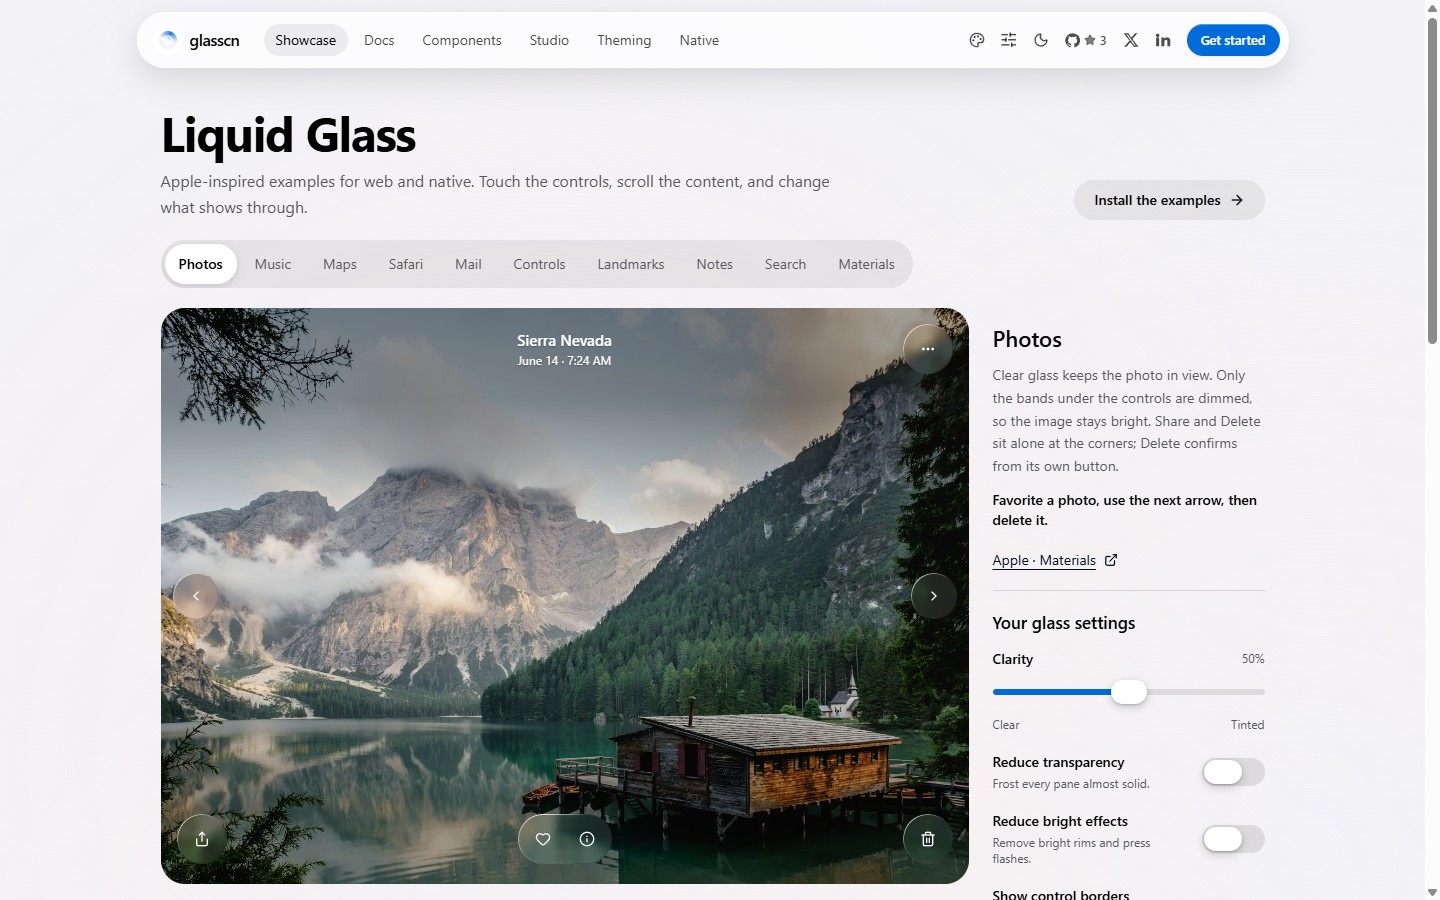 glasscn
Showcase
Docs
Components
Studio
Theming
Native
3
Get started
Liquid Glass
Apple-inspired examples for web and native. Touch the controls, scroll the content, and change
what shows through.
Install the examples
Photos
Music
Maps
Safari
Mail
Controls
Landmarks
Notes
Search
Materials
Sierra Nevada
June 14 · 7:24 AM
Photos
Clear glass keeps the photo in view. Only
the bands under the controls are dimmed,
so the image stays bright. Share and Delete
sit alone at the corners; Delete confirms
from its own button.
Favorite a photo, use the next arrow, then
delete it.
Apple · Materials
Your glass settings
Clarity
50%
Clear
Tinted
Reduce transparency
Frost every pane almost solid.
Reduce bright effects
Remove bright rims and press
flashes.
Show control borders